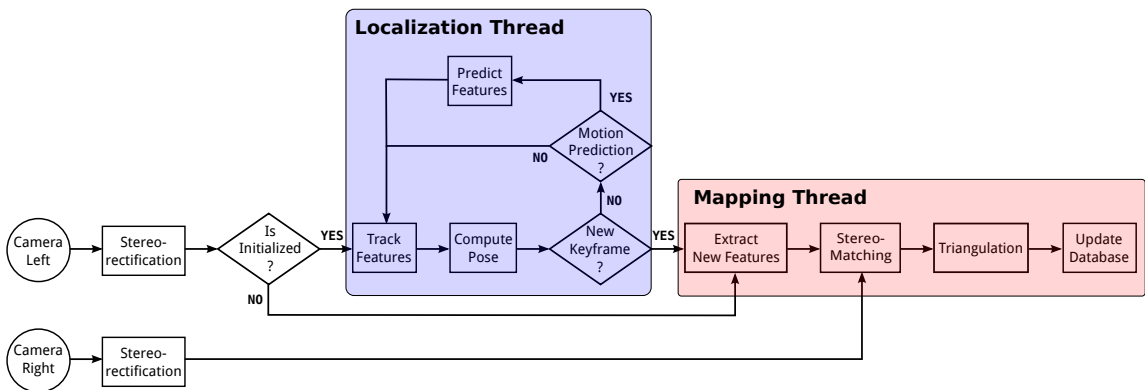 Localization Thread
Predict
Features
YES
Motion
Prediction
?
NO
NO
Mapping Thread
Camera
Left
Stereo-
rectification
Is
Initialized
?
YES
NO
Track
Features
Compute
Pose
New
Keyframe
?
YES
Extract
New Features
Stereo-
Matching
Triangulation
Update
Database
Camera
Right
Stereo-
rectification